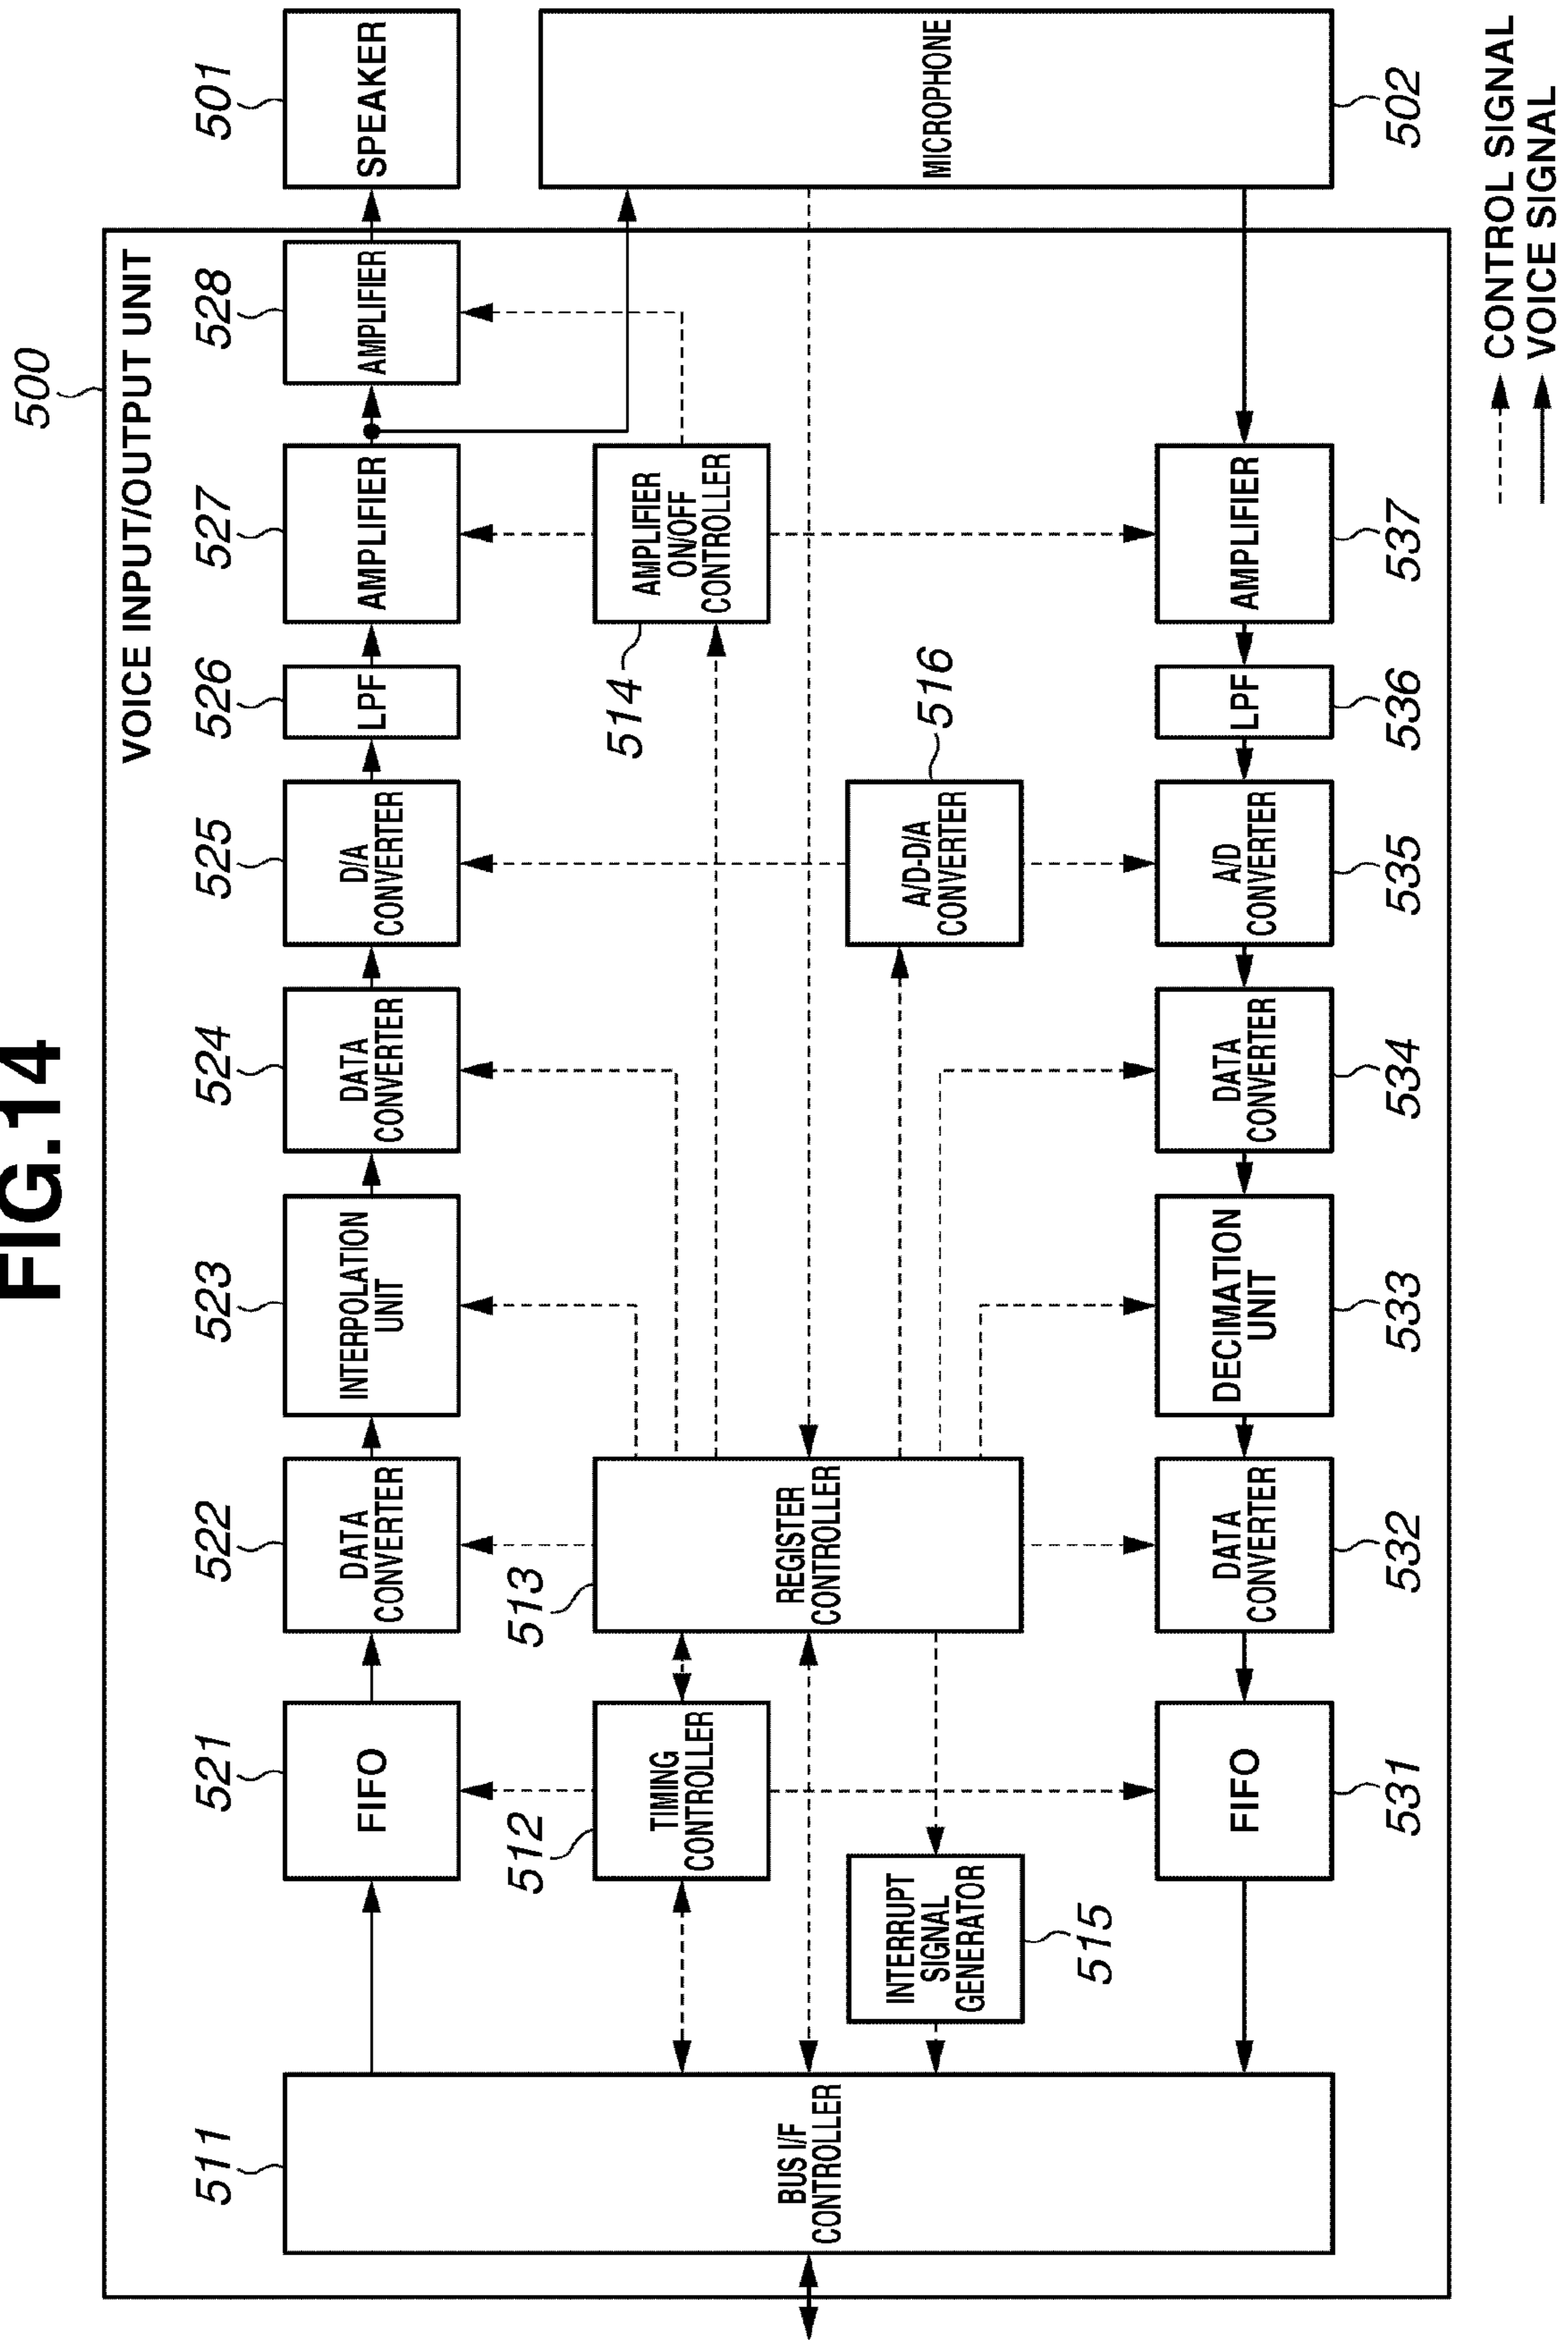 FIG.14
500
VOICE INPUT/OUTPUT UNIT
511
521
522
523
524
525
526
527
528
501
FIFO
DATA
CONVERTER
INTERPOLATION
UNIT
DATA
CONVERTER
D/A
CONVERTER
LPF
AMPLIFIER
AMPLIFIER
SPEAKER
512
513
514
BUS I/F
CONTROLLER
TIMING
CONTROLLER
REGISTER
CONTROLLER
AMPLIFIER
ON/OFF
CONTROLLER
MICROPHONE
INTERRUPT
SIGNAL
GENERATOR
515
A/D-D/A
CONVERTER
516
FIFO
DATA
CONVERTER
DECIMATION
UNIT
DATA
CONVERTER
A/D
CONVERTER
LPF
AMPLIFIER
531
532
533
534
535
536
537
502
CONTROL SIGNAL
VOICE SIGNAL